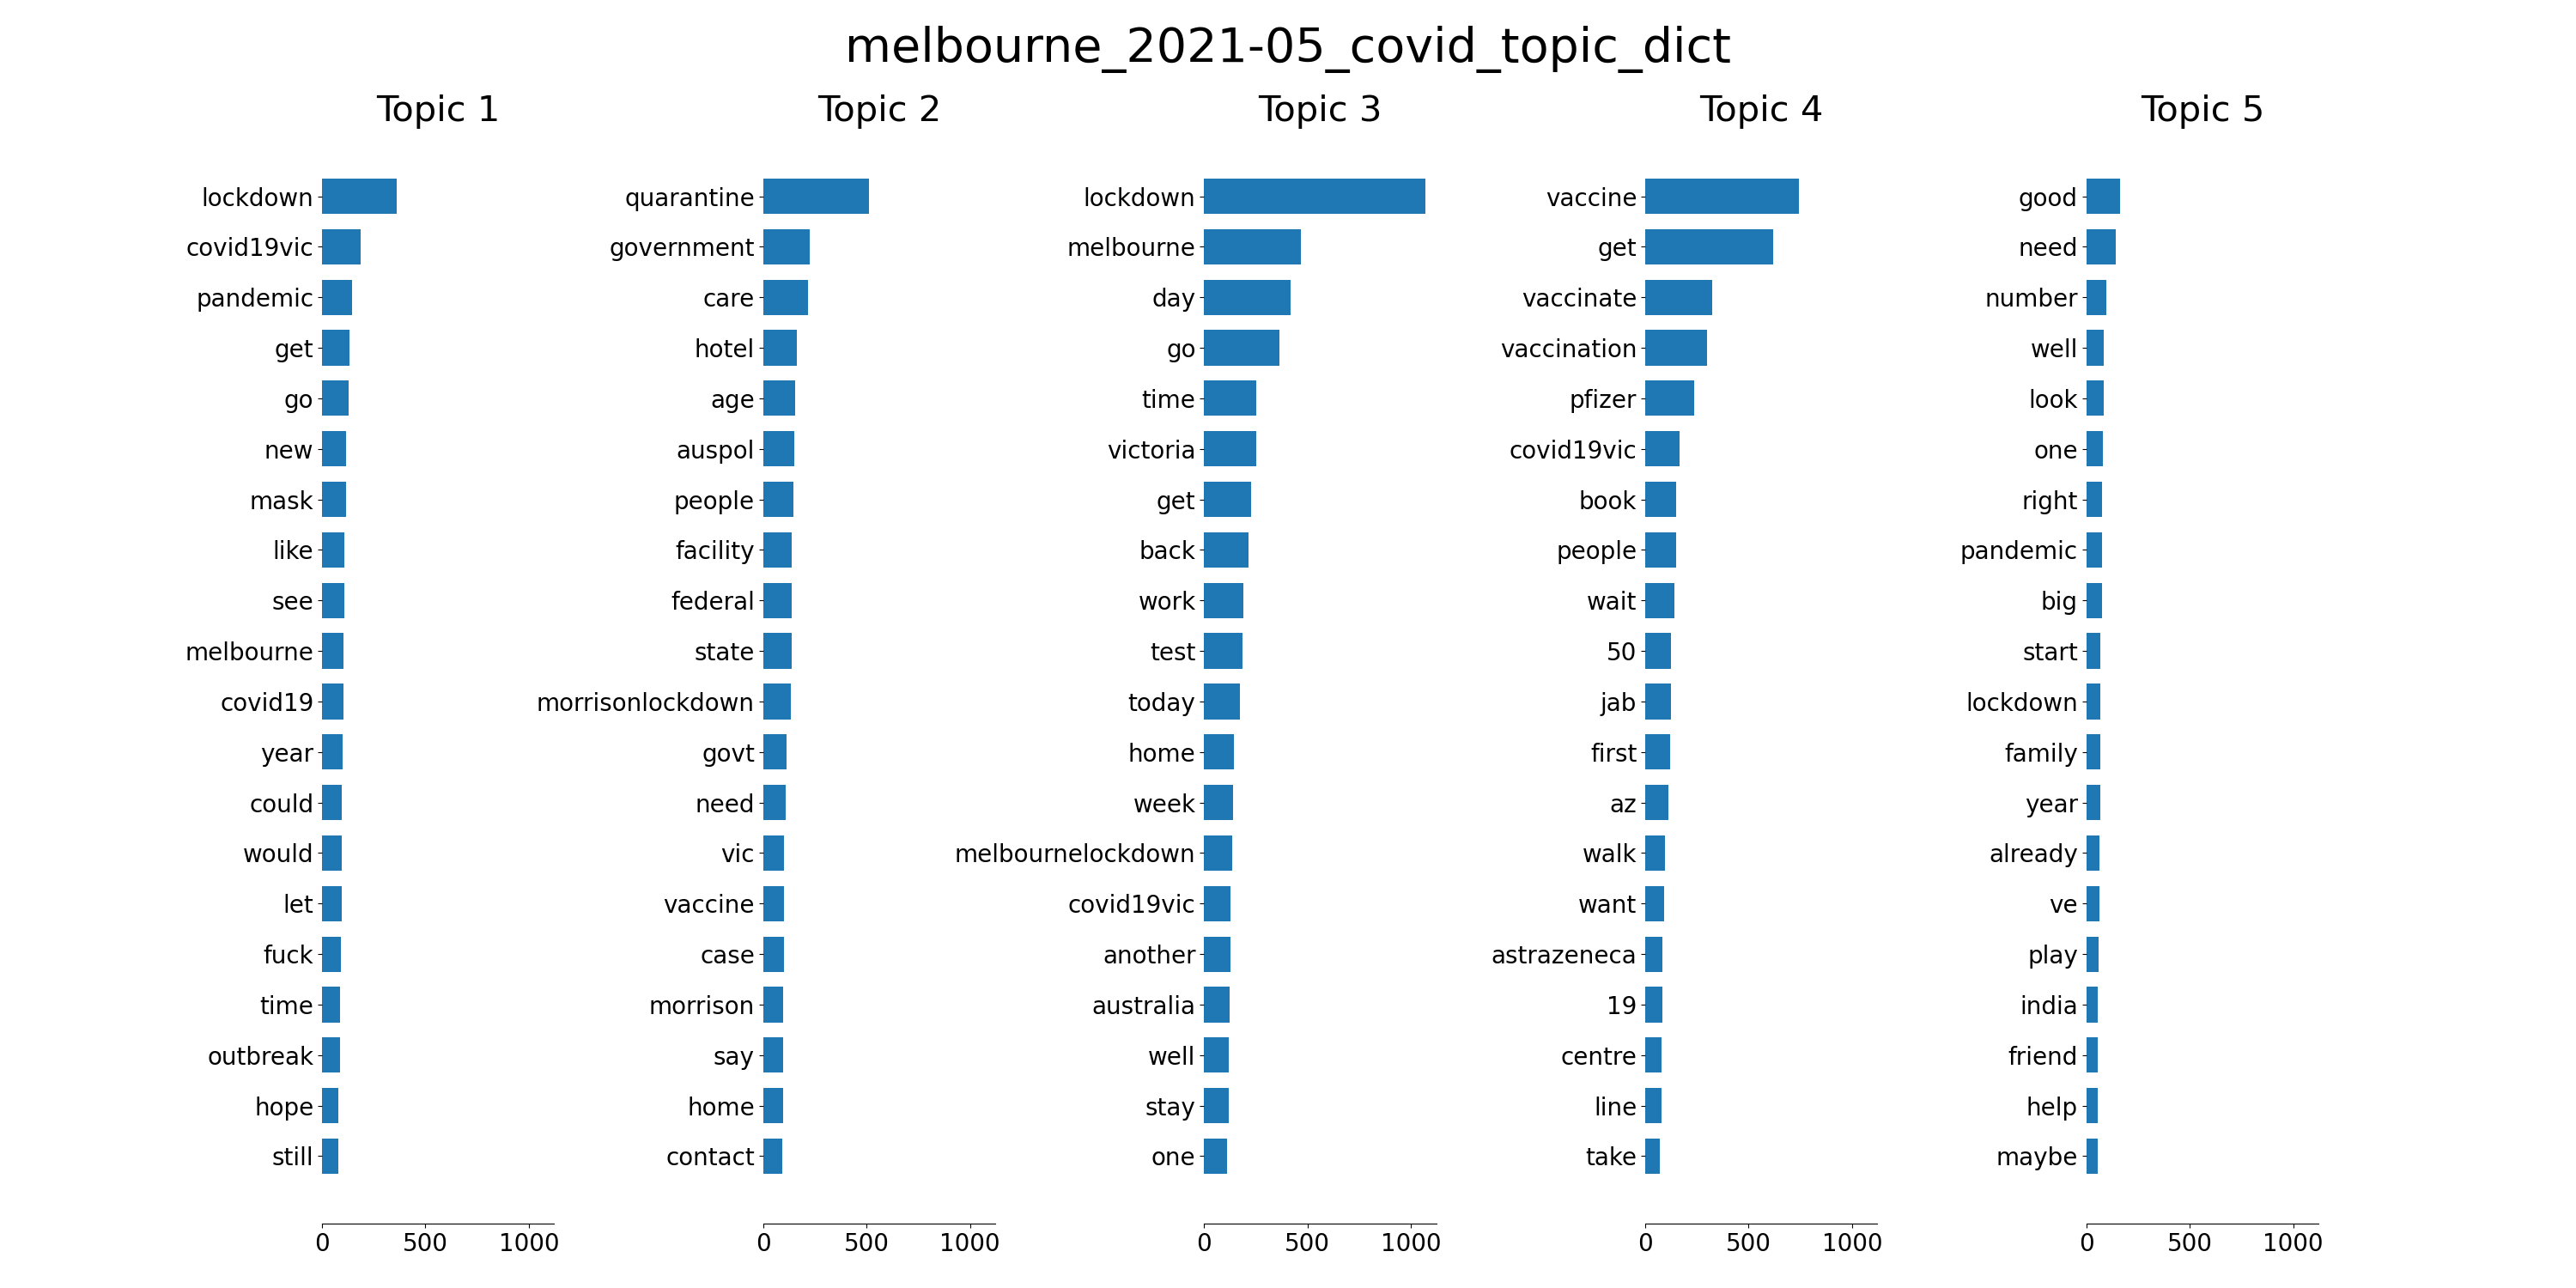 melbourne_2021-05_covid_topic_dict
Topic 1
lockdown
covid19vic
pandemic
get
go
new
mask
like
see
melbourne
covid19
year
could
would
let
fuck
time
outbreak
hope
still
0 500 1000
Topic 2
quarantine
government
care
hotel
age
auspol
people
facility
federal
state
morrisonlockdown
govt
need
vic
vaccine
case
morrison
say
home
contact
0 500 1000
Topic 3
lockdown
melbourne
day
go
time
victoria
get
back
work
test
today
home
week
melbournelockdown
covid19vic
another
australia
well
stay
one
0 500 1000
Topic 4
vaccine
get
vaccinate
vaccination
pfizer
covid19vic
book
people
wait
50
jab
first
az
walk
want
astrazeneca
19
centre
line
take
0 500 1000
Topic 5
good
need
number
well
look
one
right
pandemic
big
start
lockdown
family
year
already
ve
play
india
friend
help
maybe
0 500 1000